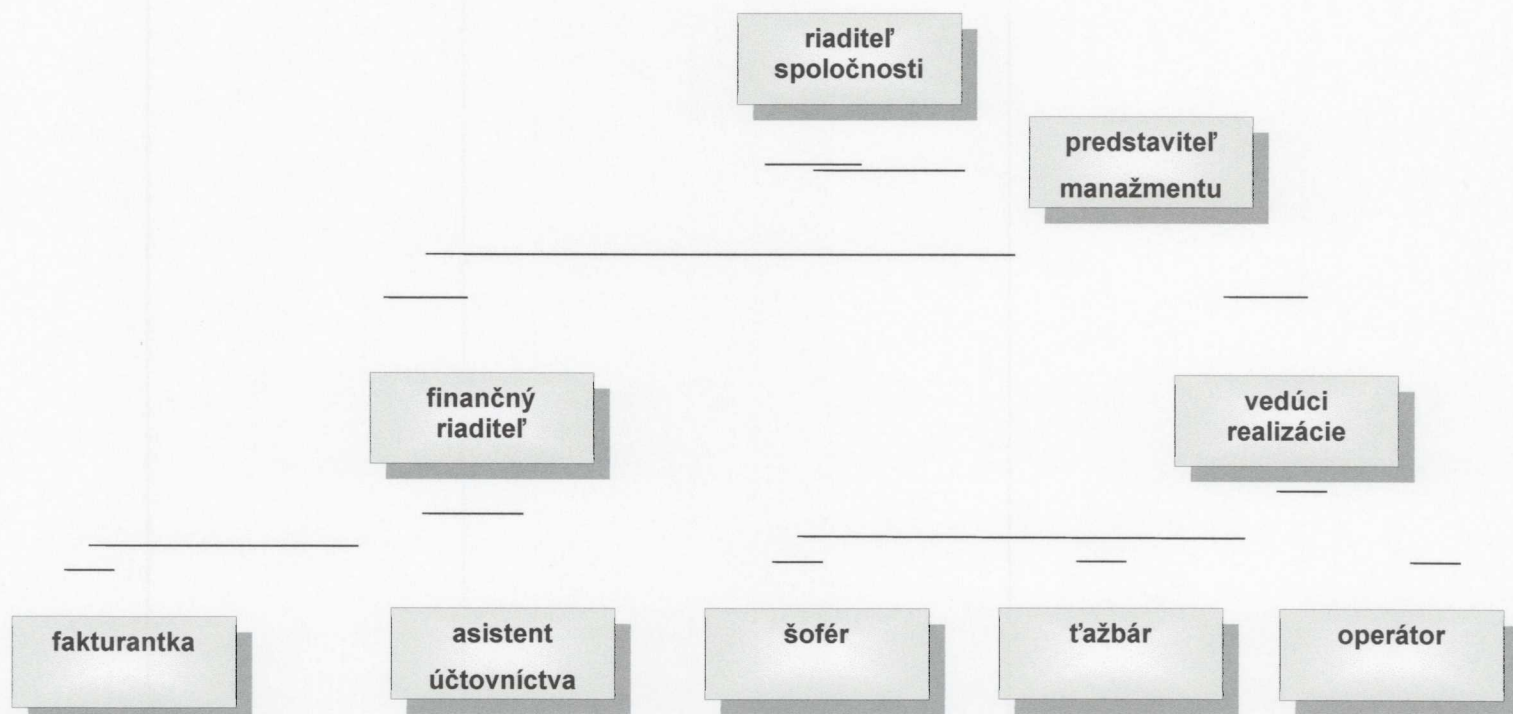 riaditeľ
spoločnosti
predstaviteľ
manažmentu
finančný
riaditeľ
vedúci
realizácie
fakturantka
asistent
účtovníctva
šofér
ťažbár
operátor